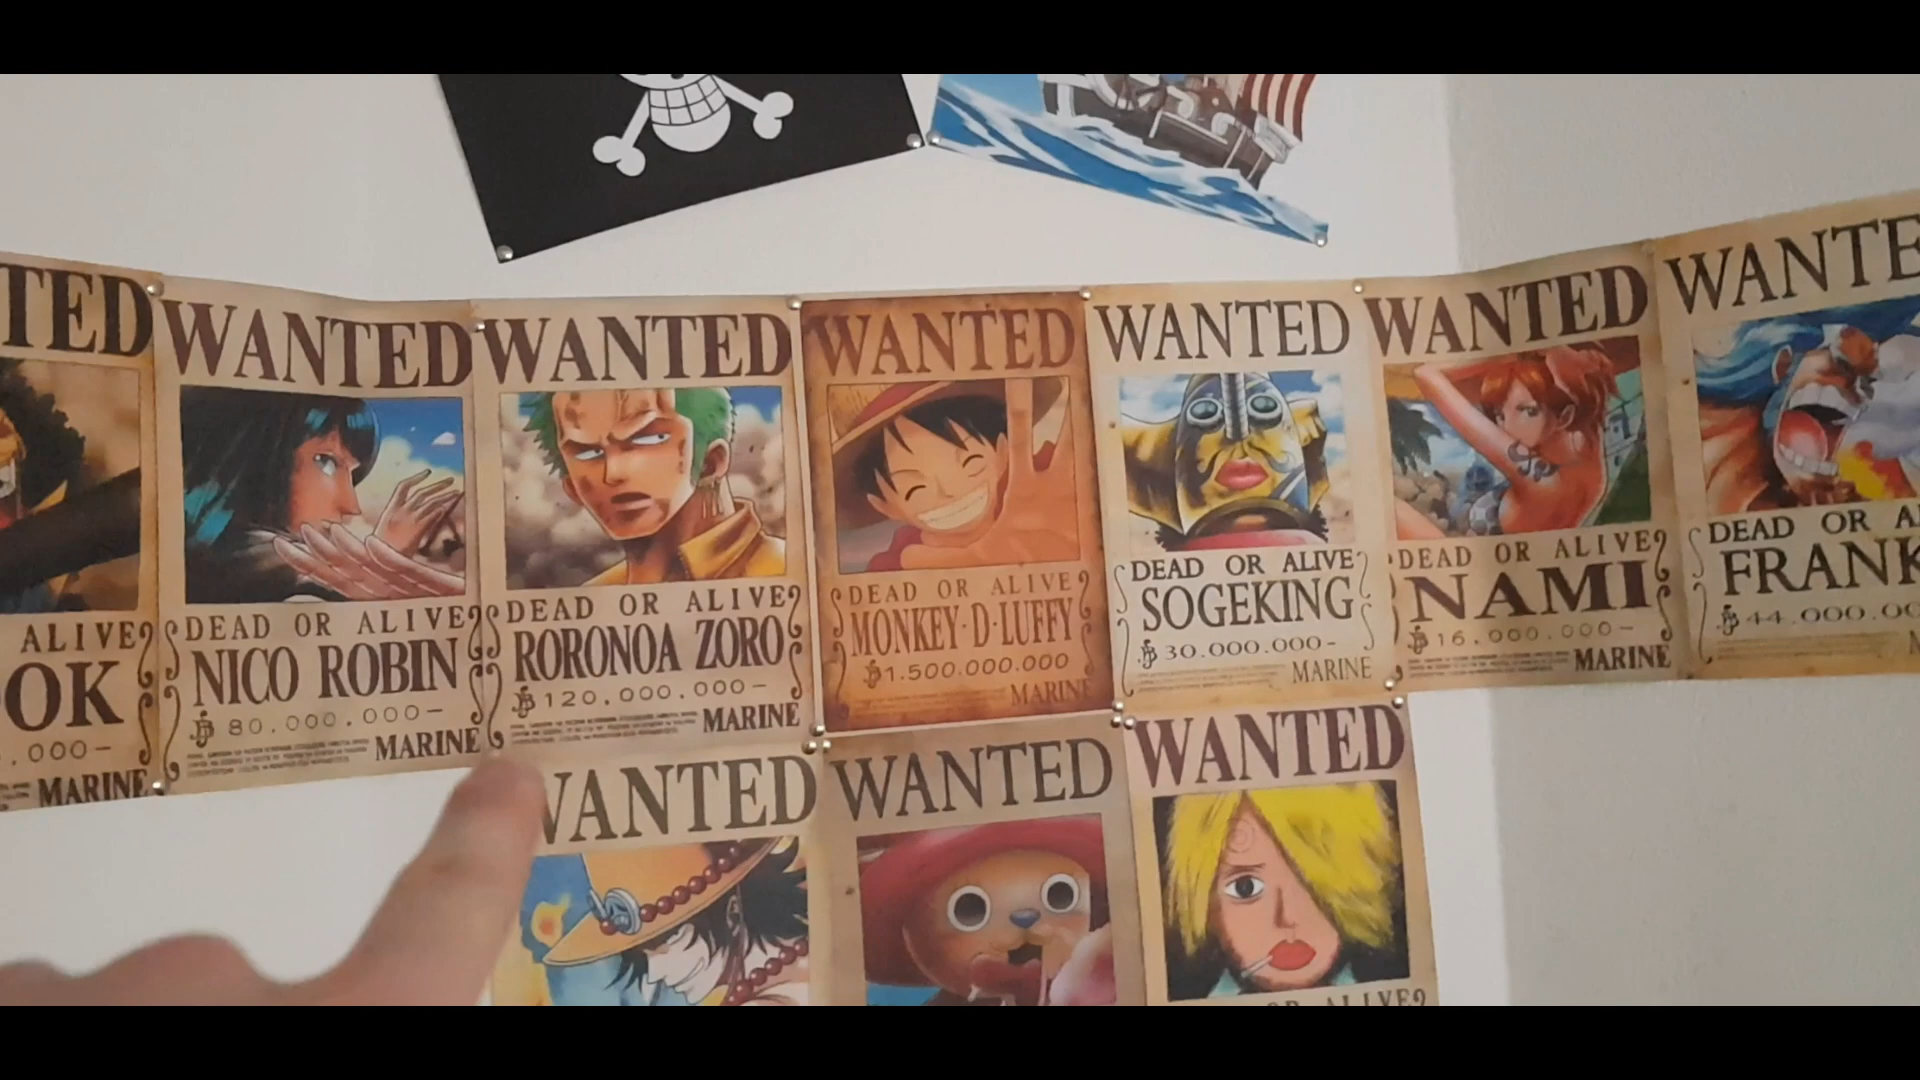 TED
ALIVE
OK
.000-
MARINE
WANTED
DEAD OR ALIVE
NICO ROBIN
80.000.000-
MARINE
WANTED
DEAD OR ALIVE
RORONOA ZORO
120.000.000-
MARINE
WANTED
DEAD OR ALIVE
MONKEY·D·LUFFY
1.500.000.000
MARINE
WANTED
DEAD OR ALIVE
SOGEKING
30.000.000-
MARINE
WANTED
DEAD OR ALIVE
NAMI
16.000.000-
MARINE
WANTE
DEAD OR A
FRANK
44.000.00
WANTED
WANTED
WANTED
OR ALIVE